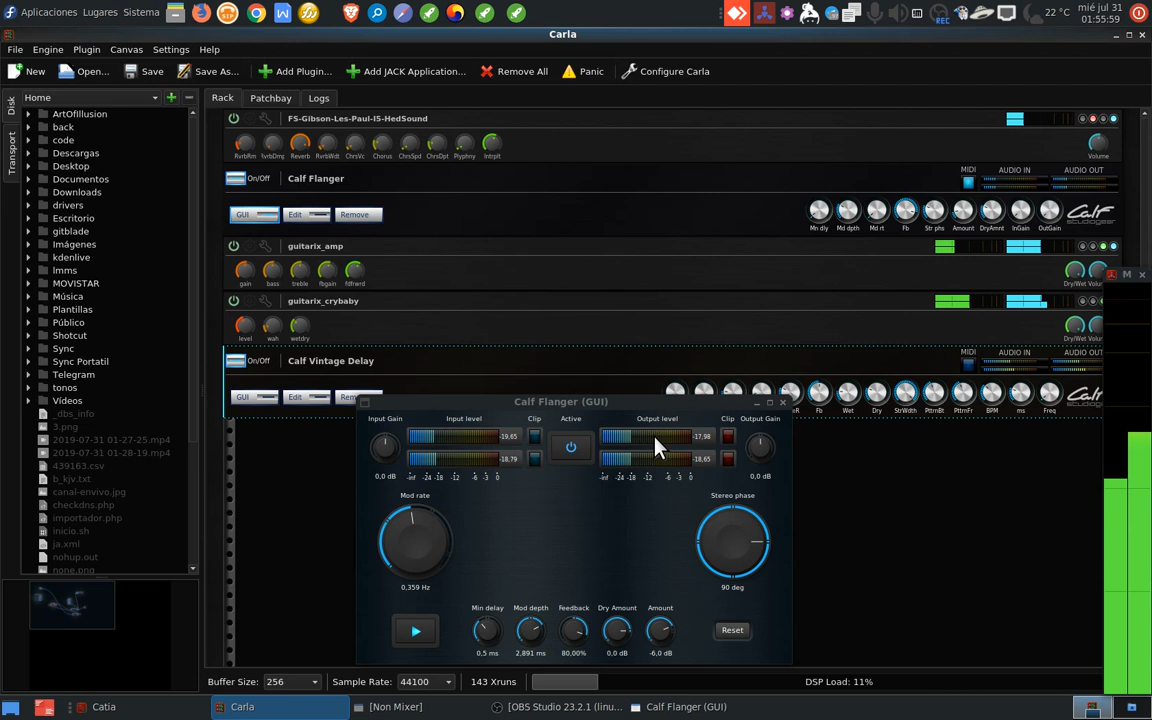 Aplicaciones Lugares Sistema
REC
22 °C
mié jul 31
01:55:59
Carla
File Engine Plugin Canvas Settings Help
New Open... Save Save As... Add Plugin... Add JACK Application... Remove All Panic Configure Carla
Disk
Transport
Home
Rack Patchbay Logs
ArtOfIllusion
back
code
Descargas
Desktop
Documentos
Downloads
drivers
Escritorio
gitblade
Imágenes
kdenlive
lmms
MOVISTAR
Música
Plantillas
Público
Shotcut
Sync
Sync Portatil
Telegram
tonos
Vídeos
_dbs_info
3.png
2019-07-31 01-27-25.mp4
2019-07-31 01-28-19.mp4
439163.csv
b_kjv.txt
canal-envivo.jpg
checkdns.php
importador.php
inicio.sh
ja.xml
nohup.out
none.png
FS-Gibson-Les-Paul-I5-HedSound
RvrbRm RvrbDmp Reverb RvrbWdt ChrsVc Chorus ChrsSpd ChrsDpt Plyphny Intrplt Volume
On/Off Calf Flanger MIDI AUDIO IN AUDIO OUT
GUI Edit Remove
Mn dly Md dpth Md rt Fb Str phs Amount DryAmnt InGain OutGain
Calf
studiogear
guitarix_amp
gain bass treble fbgain fdfnrwrd Dry/Wet
guitarix_crybaby
level wah wetdry Dry/Wet
M
On/Off Calf Vintage Delay MIDI AUDIO IN AUDIO OUT
GUI Edit
Fb Wet Dry StrWdth PttrnBt PttrnFr BPM ms Freq
Calf Flanger (GUI)
Input Gain Input level Clip Active Output level Clip Output Gain
-19,65 -17,98
-18,79 -18,65
0,0 dB -inf -24 -18 -12 -6 -3 0 -inf -24 -18 -12 -6 -3 0 0,0 dB
Mod rate Stereo phase
0,359 Hz 90 deg
Min delay Mod depth Feedback Dry Amount Amount
Reset
0,5 ms 2,891 ms 80,00% 0,0 dB -6,0 dB
Buffer Size: 256 Sample Rate: 44100 143 Xruns DSP Load: 11%
Catia Carla [Non Mixer] [OBS Studio 23.2.1 (linu... Calf Flanger (GUI)